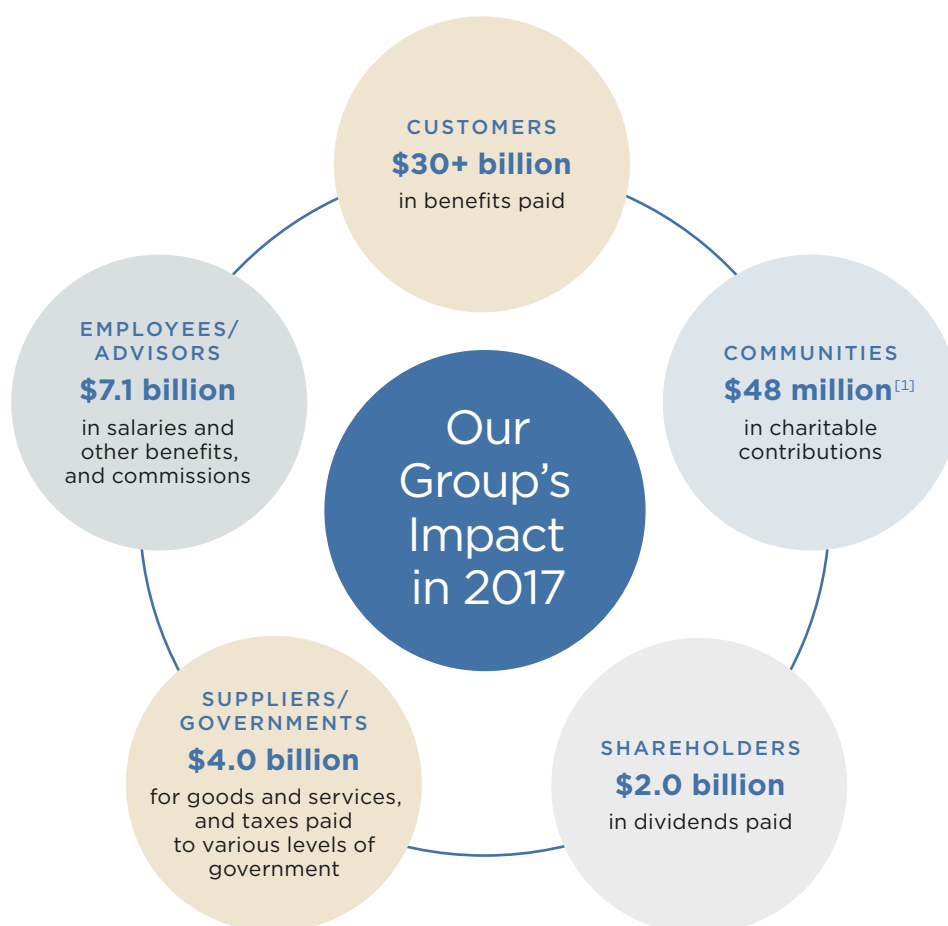 CUSTOMERS
$30+ billion
in benefits paid
EMPLOYEES/
ADVISORS
$7.1 billion
in salaries and
other benefits,
and commissions
COMMUNITIES
$48 million[1]
in charitable
contributions
Our
Group’s
Impact
in 2017
SUPPLIERS/
GOVERNMENTS
$4.0 billion
for goods and services,
and taxes paid
to various levels of
government
SHAREHOLDERS
$2.0 billion
in dividends paid